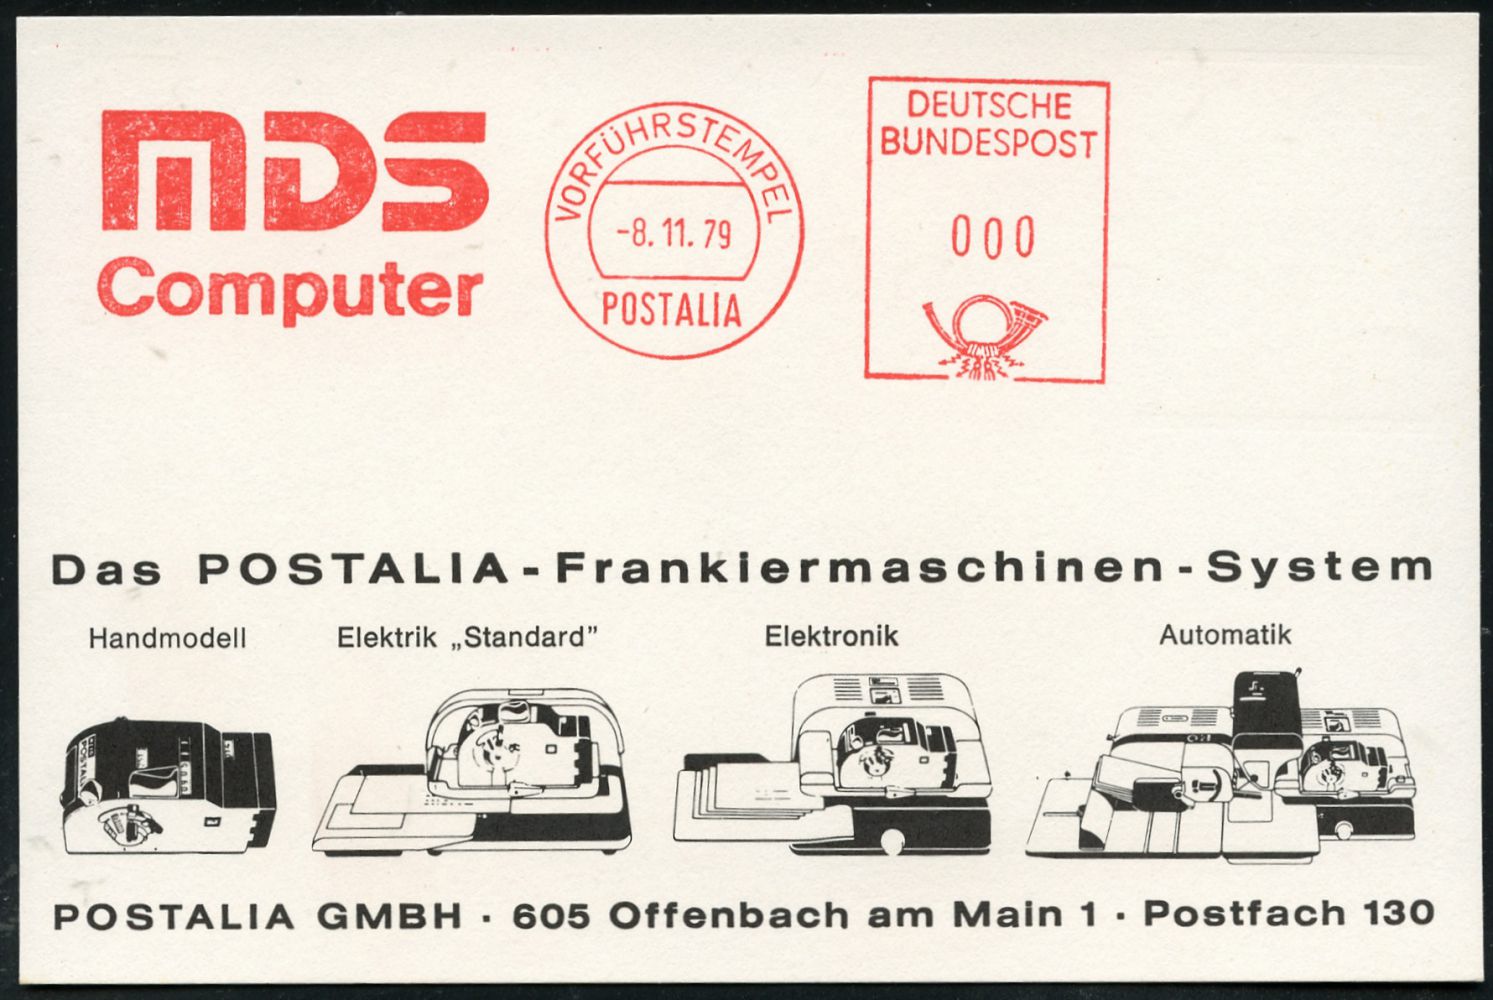 MDS
Computer
VORFÜHRSTEMPEL
-8.11.79
POSTALIA
DEUTSCHE
BUNDESPOST
000
Das POSTALIA-Frankiermaschinen-System
Handmodell
Elektrik „Standard”
Elektronik
Automatik
POSTALIA
POSTALIA GMBH · 605 Offenbach am Main 1 · Postfach 130